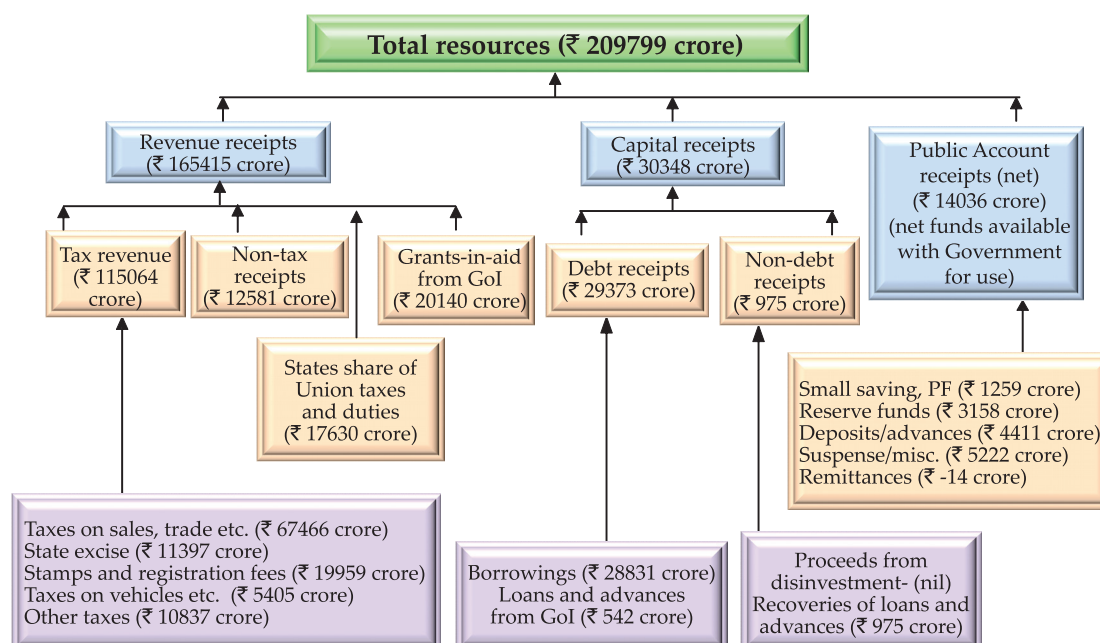 Total resources (₹ 209799 crore)
Revenue receipts
(₹ 165415 crore)
Capital receipts
(₹ 30348 crore)
Public Account
receipts (net)
(₹ 14036 crore)
(net funds available
with Government
for use)
Tax revenue
(₹ 115064
crore)
Non-tax
receipts
(₹ 12581 crore)
Grants-in-aid
from GoI
(₹ 20140 crore)
Debt receipts
(₹ 29373 crore)
Non-debt
receipts
(₹ 975 crore)
States share of
Union taxes
and duties
(₹ 17630 crore)
Small saving, PF (₹ 1259 crore)
Reserve funds (₹ 3158 crore)
Deposits/advances (₹ 4411 crore)
Suspense/misc. (₹ 5222 crore)
Remittances (₹ -14 crore)
Taxes on sales, trade etc. (₹ 67466 crore)
State excise (₹ 11397 crore)
Stamps and registration fees (₹ 19959 crore)
Taxes on vehicles etc. (₹ 5405 crore)
Other taxes (₹ 10837 crore)
Borrowings (₹ 28831 crore)
Loans and advances
from GoI (₹ 542 crore)
Proceeds from
disinvestment- (nil)
Recoveries of loans and
advances (₹ 975 crore)